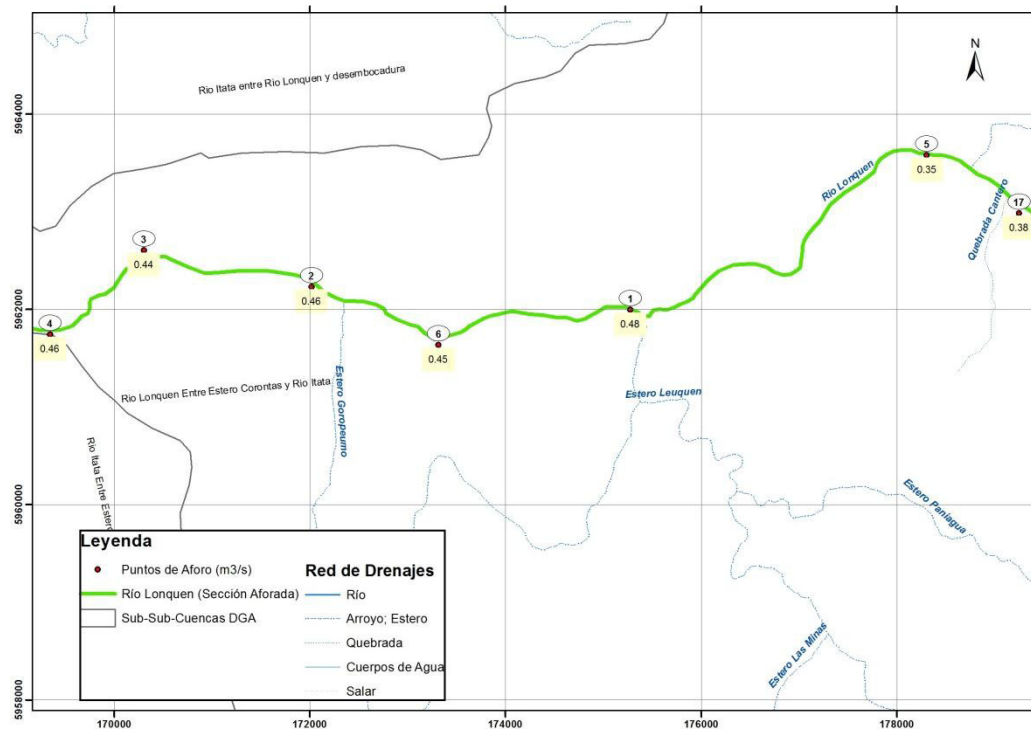 N
Rio Itata entre Rio Lonquen y desembocadura
5964000
5
0.35
Rio Lonquen
Quebrada Cantero
17
0.38
3
0.44
2
0.46
1
0.48
5962000
4
0.46
6
0.45
Rio Lonquen Entre Estero Corontas y Rio Itata
Estero Goropeumo
Estero Leuquen
Rio Itata Entre Estero
5960000
Estero Paniagua
Estero Las Minas
Leyenda
Puntos de Aforo (m3/s)
Río Lonquen (Sección Aforada)
Sub-Sub-Cuencas DGA
Red de Drenajes
Río
Arroyo; Estero
Quebrada
Cuerpos de Agua
Salar
5958000
170000
172000
174000
176000
178000